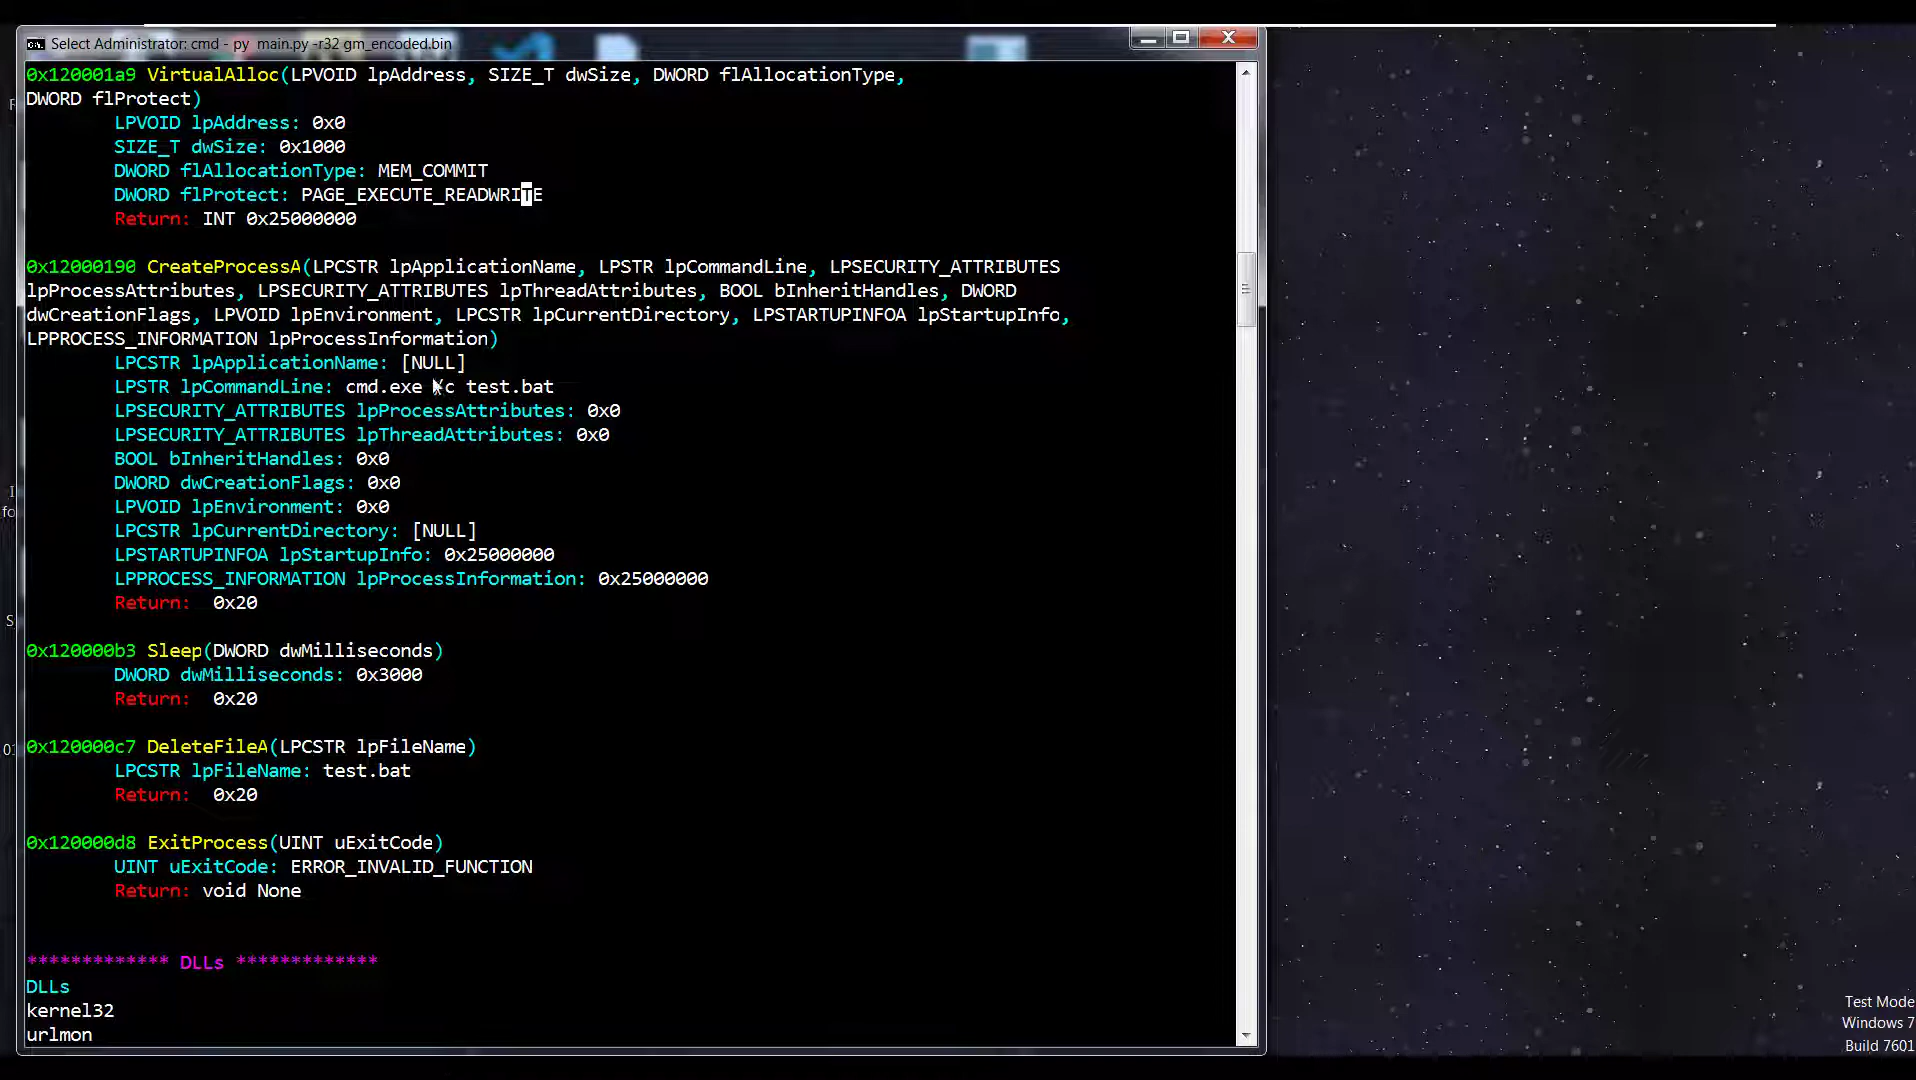 Select Administrator: cmd - py  main.py -r32 gm_encoded.bin
0x120001a9 VirtualAlloc(LPVOID lpAddress, SIZE_T dwSize, DWORD flAllocationType,
DWORD flProtect)
LPVOID lpAddress: 0x0
SIZE_T dwSize: 0x1000
DWORD flAllocationType: MEM_COMMIT
DWORD flProtect: PAGE_EXECUTE_READWRITE
Return: INT 0x25000000
0x12000190 CreateProcessA(LPCSTR lpApplicationName, LPSTR lpCommandLine, LPSECURITY_ATTRIBUTES
lpProcessAttributes, LPSECURITY_ATTRIBUTES lpThreadAttributes, BOOL bInheritHandles, DWORD
dwCreationFlags, LPVOID lpEnvironment, LPCSTR lpCurrentDirectory, LPSTARTUPINFOA lpStartupInfo,
LPPROCESS_INFORMATION lpProcessInformation)
LPCSTR lpApplicationName: [NULL]
LPSTR lpCommandLine: cmd.exe /c test.bat
LPSECURITY_ATTRIBUTES lpProcessAttributes: 0x0
LPSECURITY_ATTRIBUTES lpThreadAttributes: 0x0
BOOL bInheritHandles: 0x0
DWORD dwCreationFlags: 0x0
LPVOID lpEnvironment: 0x0
LPCSTR lpCurrentDirectory: [NULL]
LPSTARTUPINFOA lpStartupInfo: 0x25000000
LPPROCESS_INFORMATION lpProcessInformation: 0x25000000
Return:  0x20
0x120000b3 Sleep(DWORD dwMilliseconds)
DWORD dwMilliseconds: 0x3000
Return:  0x20
0x120000c7 DeleteFileA(LPCSTR lpFileName)
LPCSTR lpFileName: test.bat
Return:  0x20
0x120000d8 ExitProcess(UINT uExitCode)
UINT uExitCode: ERROR_INVALID_FUNCTION
Return: void None
************* DLLs *************
DLLs
kernel32
urlmon
Test Mode
Windows 7
Build 7601